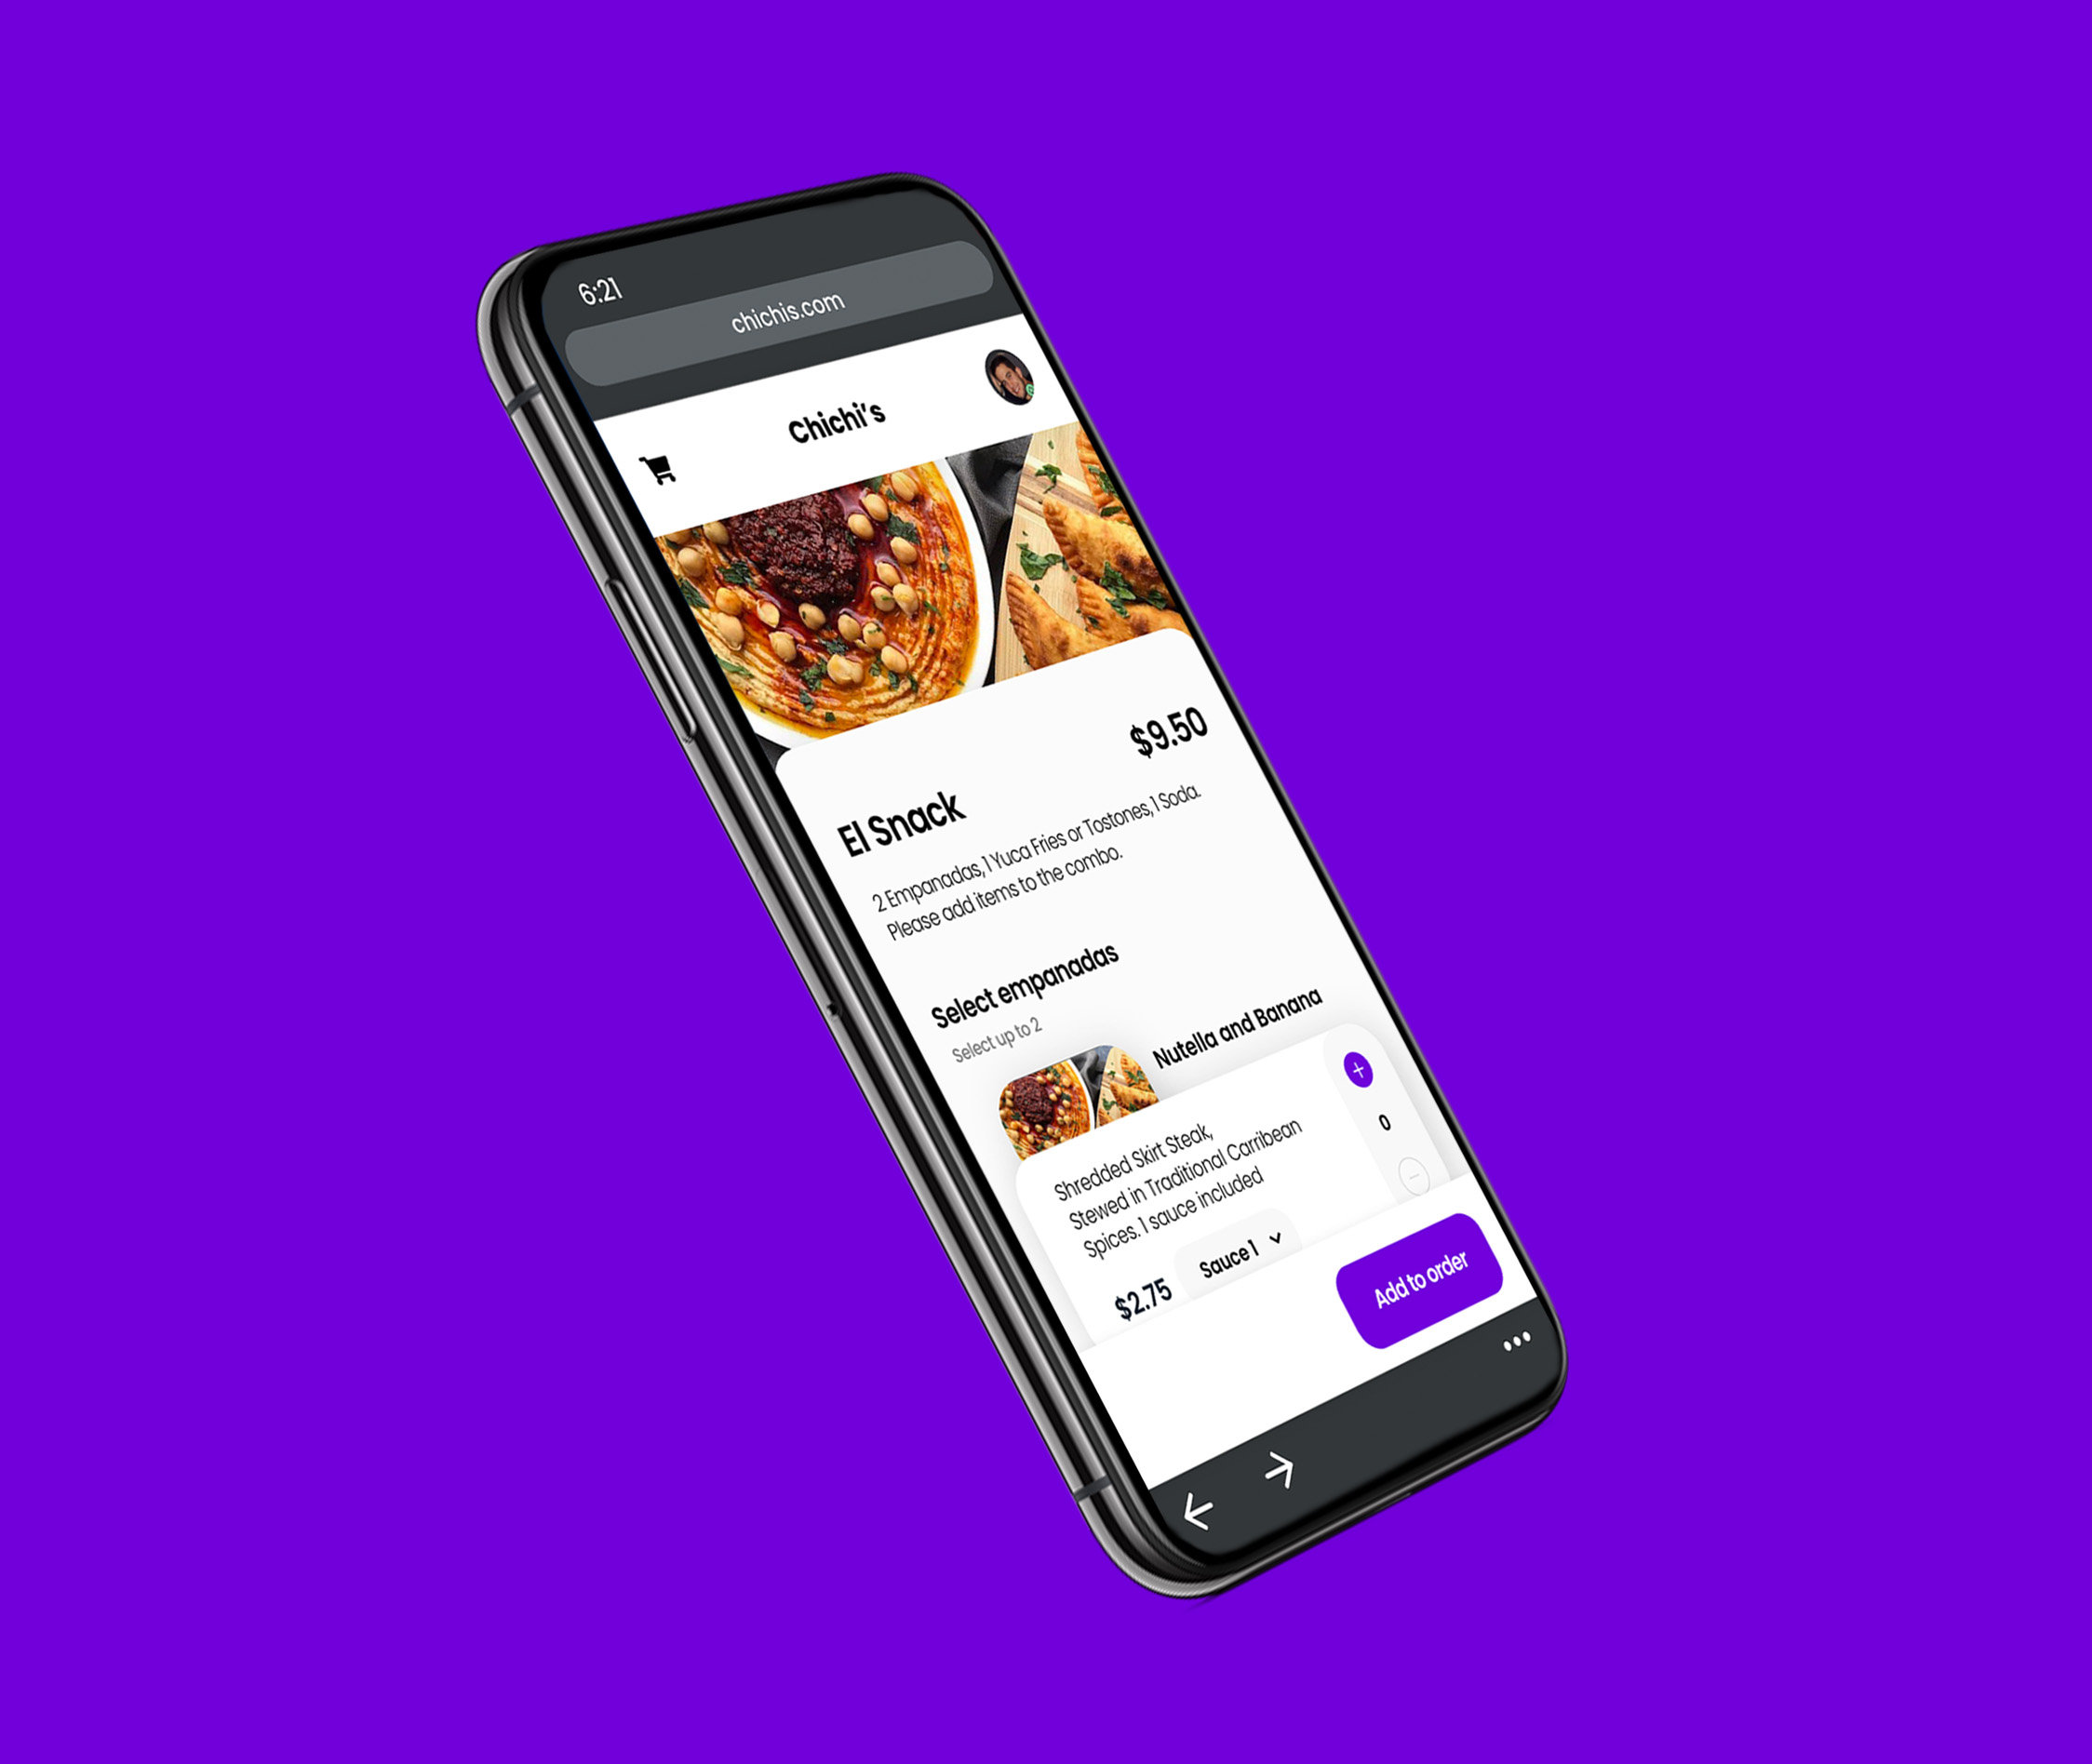 6:21
chichis.com
Chichi's
$9.50
El Snack
2 Empanadas, 1 Yuca Fries or Tostones, 1 Soda.
Please add items to the combo.
Select empanadas
Select up to 2
Nutella and Banana
Shredded Skirt Steak,
Stewed in Traditional Carribean
Spices. 1 sauce included
0
$2.75
Sauce 1
Add to order